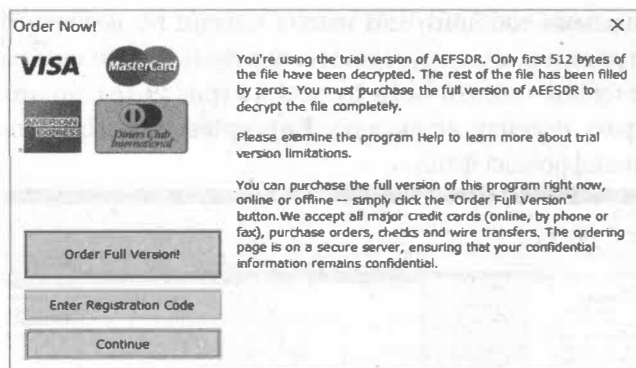 Order Now!
VISA
MasterCard
AMERICAN
EXPRESS
Diners Club
International
You're using the trial version of AEFSDR. Only first 512 bytes o
the file have been decrypted. The rest of the file has been filled
by zeros. You must purchase the full version of AEFSDR to
decrypt the file completely.
Please examine the program Help to learn more about trial
version limitations.
You can purchase the full version of this program right now,
online or offline -- simply click the "Order Full Version"
button.We accept all major credit cards (online, by phone or
fax), purchase orders, checks and wire transfers. The ordering
page is on a secure server, ensuring that your confidential
information remains confidential.
Order Full Version!
Enter Registration Code
Continue